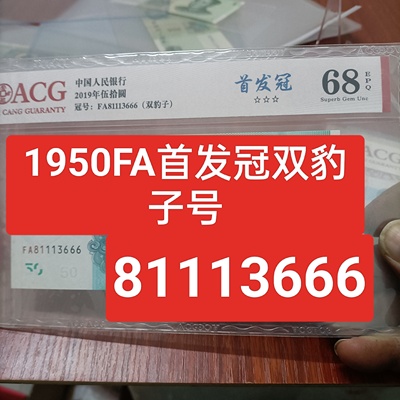 ACG
CANG GUARANTY
中国人民银行
2019年伍拾圆
冠号：FA81113666（双豹子）
首发冠
☆☆☆
68
EPQ
Superb Gem Unc
1950FA首发冠双豹
子号
FA81113666
50
81113666